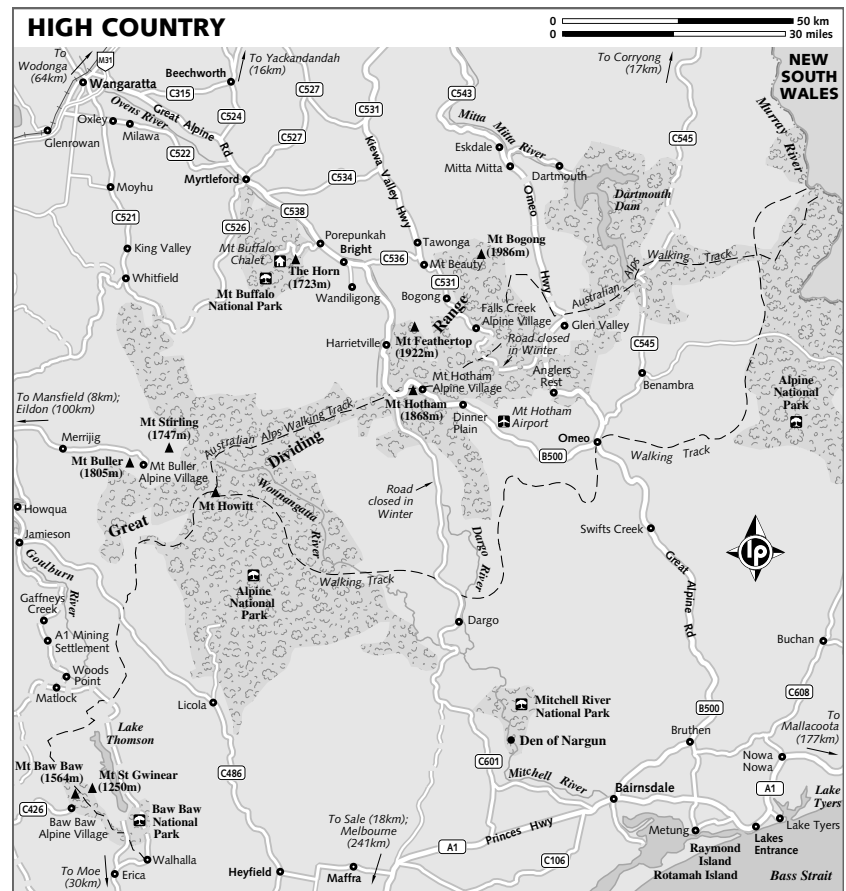 HIGH COUNTRY
0 50 km
0 30 miles
To
Wodonga
(64km)
M31
To Yackandandah
(16km)
To Corryong
(17km)
NEW
SOUTH
WALES
Beechworth
Wangaratta
C315
C527
C531
C543
Murray River
Ovens River
Great Alpine Rd
C524
Oxley
Milawa
Glenrowan
C527
C522
Kiewa Valley Hwy
Mitta Mitta River
Eskdale
C545
Mitta Mitta
Dartmouth
Myrtleford
C534
Moyhu
Omeo Hwy
Dartmouth
Dam
C521
C538
C526
Porepunkah
Bright
Tawonga
Mt Bogong
(1986m)
King Valley
Mt Buffalo
Chalet
C536
Mt Beauty
The Horn
(1723m)
Whitfield
Mt Buffalo
National Park
Wandiligong
C531
Bogong
Australian Alps Walking Track
Falls Creek
Alpine Village
Glen Valley
Range
Mt Feathertop
(1922m)
Road closed
in Winter
Harrietville
C545
Anglers
Rest
Benambra
Mt Hotham
Alpine Village
Mt Hotham
(1868m)
Alpine
National
Park
To Mansfield (8km);
Eildon (100km)
Mt Stirling
(1747m)
Dinner
Plain
Mt Hotham
Airport
Australian Alps Walking Track
Merrijig
Dividing
Omeo
Mt Buller
(1805m)
Mt Buller
Alpine Village
B500
Walking Track
Wonnangatta River
Road
closed in
Winter
Mt Howitt
Howqua
Great
Jamieson
Swifts Creek
lp
Goulburn River
Dargo River
Great Alpine Rd
Alpine
National
Park
Walking Track
Gaffneys
Creek
A1 Mining
Settlement
Dargo
Buchan
Woods
Point
Matlock
Licola
Mitchell River
National Park
C608
B500
To
Mallacoota
(177km)
Lake
Thomson
Bruthen
Den of Nargun
Nowa
Nowa
C601
Mt Baw Baw
(1564m)
Mt St Gwinear
(1250m)
C486
Mitchell River
Bairnsdale
A1
Lake
Tyers
C426
Baw Baw
Alpine Village
Baw Baw
National
Park
To Sale (18km);
Melbourne
(241km)
Princes Hwy
Metung
Lake Tyers
A1
Lakes
Entrance
Raymond
Island
Rotamah Island
Walhalla
C106
To Moe
(30km)
Erica
Heyfield
Maffra
Bass Strait